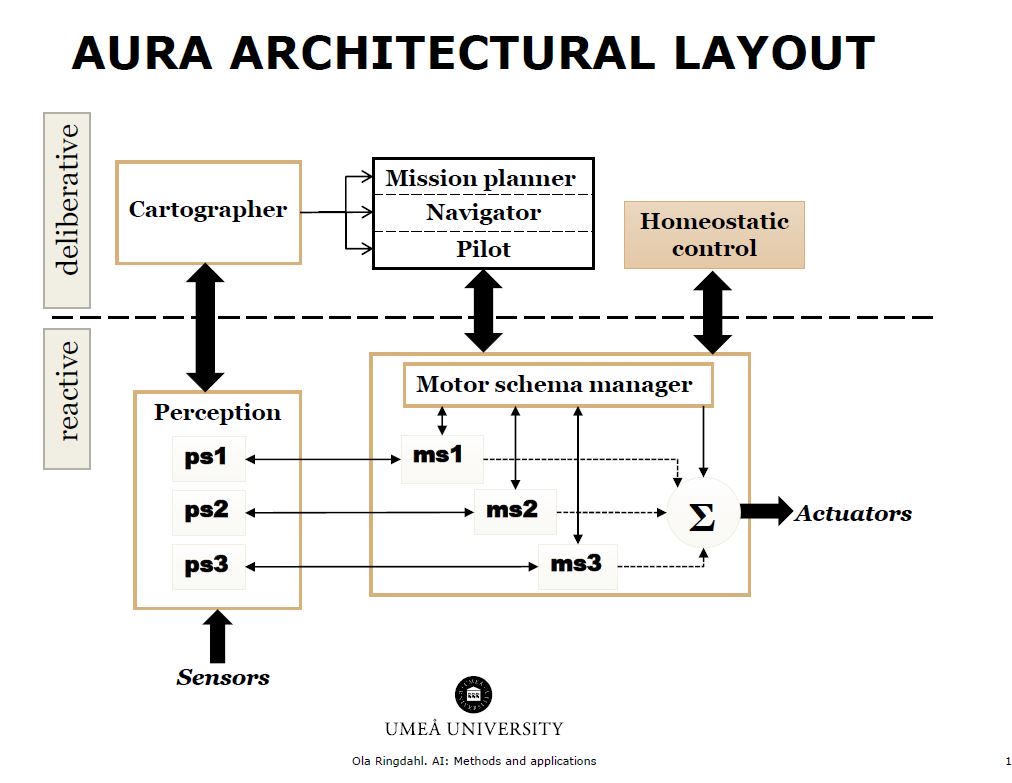 AURA ARCHITECTURAL LAYOUT
deliberative
Cartographer
Mission planner
Navigator
Pilot
Homeostatic
control
reactive
Perception
ps1
ps2
ps3
Motor schema manager
ms1
ms2
ms3
Σ
Actuators
Sensors
UMEÅ UNIVERSITY
Ola Ringdahl. AI: Methods and applications
1